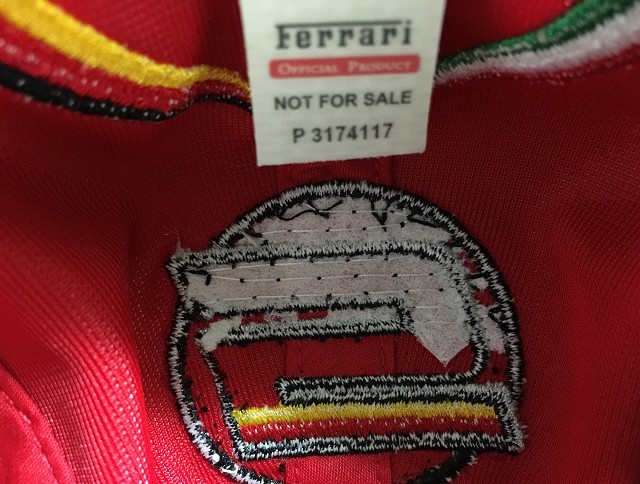 Ferrari
OFFICIAL PRODUCT
NOT FOR SALE
P 3174117